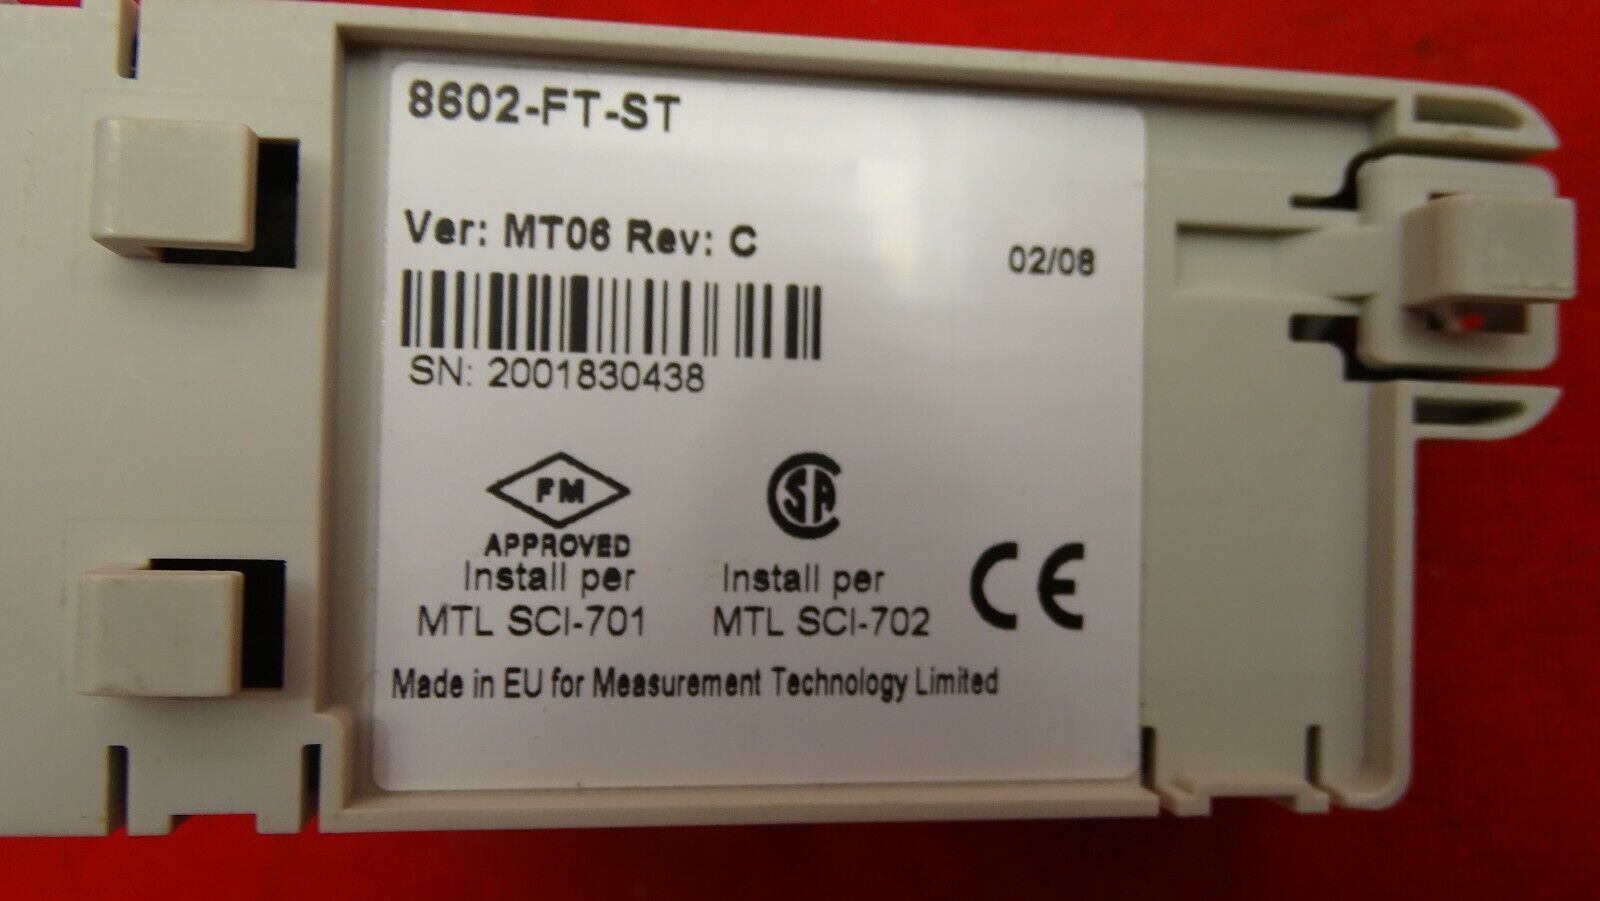 8602-FT-ST
Ver: MT06 Rev: C
02/08
SN: 2001830438
FM
APPROVED
Install per
MTL SCI-701
CSA
Install per
MTL SCI-702
CE
Made in EU for Measurement Technology Limited